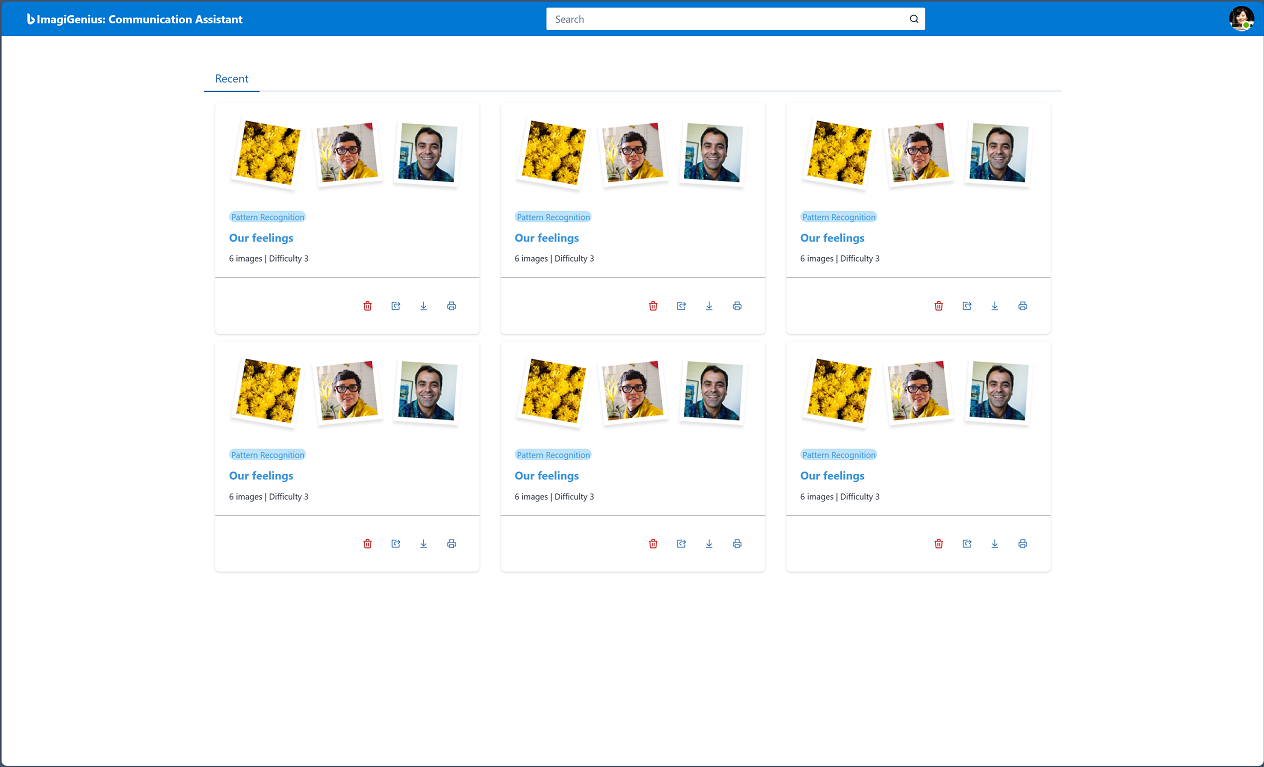 ImagiGenius: Communication Assistant
Search
Recent
Pattern Recognition
Our feelings
6 images | Difficulty 3
Pattern Recognition
Our feelings
6 images | Difficulty 3
Pattern Recognition
Our feelings
6 images | Difficulty 3
Pattern Recognition
Our feelings
6 images | Difficulty 3
Pattern Recognition
Our feelings
6 images | Difficulty 3
Pattern Recognition
Our feelings
6 images | Difficulty 3